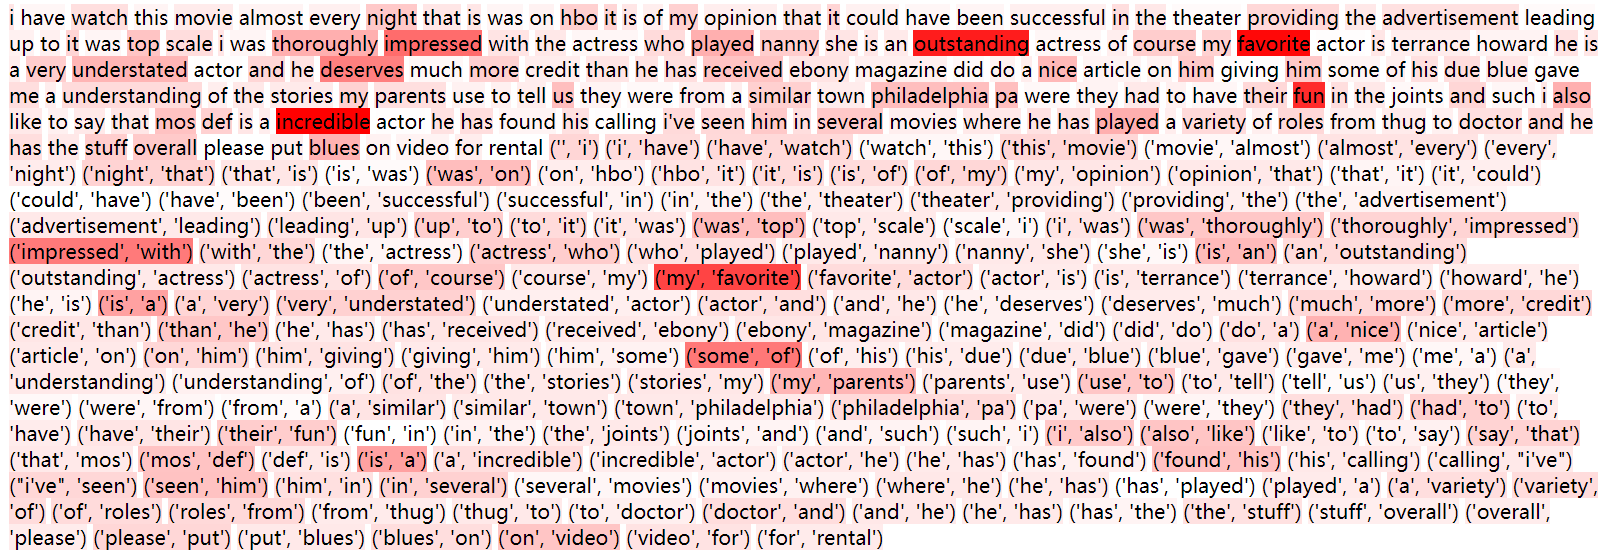 i have watch this movie almost every night that is was on hbo it is of my opinion that it could have been successful in the theater providing the advertisement leading
up to it was top scale i was thoroughly impressed with the actress who played nanny she is an outstanding actress of course my favorite actor is terrance howard he is
a very understated actor and he deserves much more credit than he has received ebony magazine did do a nice article on him giving him some of his due blue gave
me a understanding of the stories my parents use to tell us they were from a similar town philadelphia pa were they had to have their fun in the joints and such i also
like to say that mos def is a incredible actor he has found his calling i've seen him in several movies where he has played a variety of roles from thug to doctor and he
has the stuff overall please put blues on video for rental ('', 'i') ('i', 'have') ('have', 'watch') ('watch', 'this') ('this', 'movie') ('movie', 'almost') ('almost', 'every') ('every',
'night') ('night', 'that') ('that', 'is') ('is', 'was') ('was', 'on') ('on', 'hbo') ('hbo', 'it') ('it', 'is') ('is', 'of') ('of', 'my') ('my', 'opinion') ('opinion', 'that') ('that', 'it') ('it', 'could')
('could', 'have') ('have', 'been') ('been', 'successful') ('successful', 'in') ('in', 'the') ('the', 'theater') ('theater', 'providing') ('providing', 'the') ('the', 'advertisement')
('advertisement', 'leading') ('leading', 'up') ('up', 'to') ('to', 'it') ('it', 'was') ('was', 'top') ('top', 'scale') ('scale', 'i') ('i', 'was') ('was', 'thoroughly') ('thoroughly', 'impressed')
('impressed', 'with') ('with', 'the') ('the', 'actress') ('actress', 'who') ('who', 'played') ('played', 'nanny') ('nanny', 'she') ('she', 'is') ('is', 'an') ('an', 'outstanding')
('outstanding', 'actress') ('actress', 'of') ('of', 'course') ('course', 'my') ('my', 'favorite') ('favorite', 'actor') ('actor', 'is') ('is', 'terrance') ('terrance', 'howard') ('howard', 'he')
('he', 'is') ('is', 'a') ('a', 'very') ('very', 'understated') ('understated', 'actor') ('actor', 'and') ('and', 'he') ('he', 'deserves') ('deserves', 'much') ('much', 'more') ('more', 'credit')
('credit', 'than') ('than', 'he') ('he', 'has') ('has', 'received') ('received', 'ebony') ('ebony', 'magazine') ('magazine', 'did') ('did', 'do') ('do', 'a') ('a', 'nice') ('nice', 'article')
('article', 'on') ('on', 'him') ('him', 'giving') ('giving', 'him') ('him', 'some') ('some', 'of') ('of', 'his') ('his', 'due') ('due', 'blue') ('blue', 'gave') ('gave', 'me') ('me', 'a') ('a',
'understanding') ('understanding', 'of') ('of', 'the') ('the', 'stories') ('stories', 'my') ('my', 'parents') ('parents', 'use') ('use', 'to') ('to', 'tell') ('tell', 'us') ('us', 'they') ('they',
'were') ('were', 'from') ('from', 'a') ('a', 'similar') ('similar', 'town') ('town', 'philadelphia') ('philadelphia', 'pa') ('pa', 'were') ('were', 'they') ('they', 'had') ('had', 'to') ('to',
'have') ('have', 'their') ('their', 'fun') ('fun', 'in') ('in', 'the') ('the', 'joints') ('joints', 'and') ('and', 'such') ('such', 'i') ('i', 'also') ('also', 'like') ('like', 'to') ('to', 'say') ('say', 'that')
('that', 'mos') ('mos', 'def') ('def', 'is') ('is', 'a') ('a', 'incredible') ('incredible', 'actor') ('actor', 'he') ('he', 'has') ('has', 'found') ('found', 'his') ('his', 'calling') ('calling', "i've")
("i've", 'seen') ('seen', 'him') ('him', 'in') ('in', 'several') ('several', 'movies') ('movies', 'where') ('where', 'he') ('he', 'has') ('has', 'played') ('played', 'a') ('a', 'variety') ('variety',
'of') ('of', 'roles') ('roles', 'from') ('from', 'thug') ('thug', 'to') ('to', 'doctor') ('doctor', 'and') ('and', 'he') ('he', 'has') ('has', 'the') ('the', 'stuff') ('stuff', 'overall') ('overall',
'please') ('please', 'put') ('put', 'blues') ('blues', 'on') ('on', 'video') ('video', 'for') ('for', 'rental')